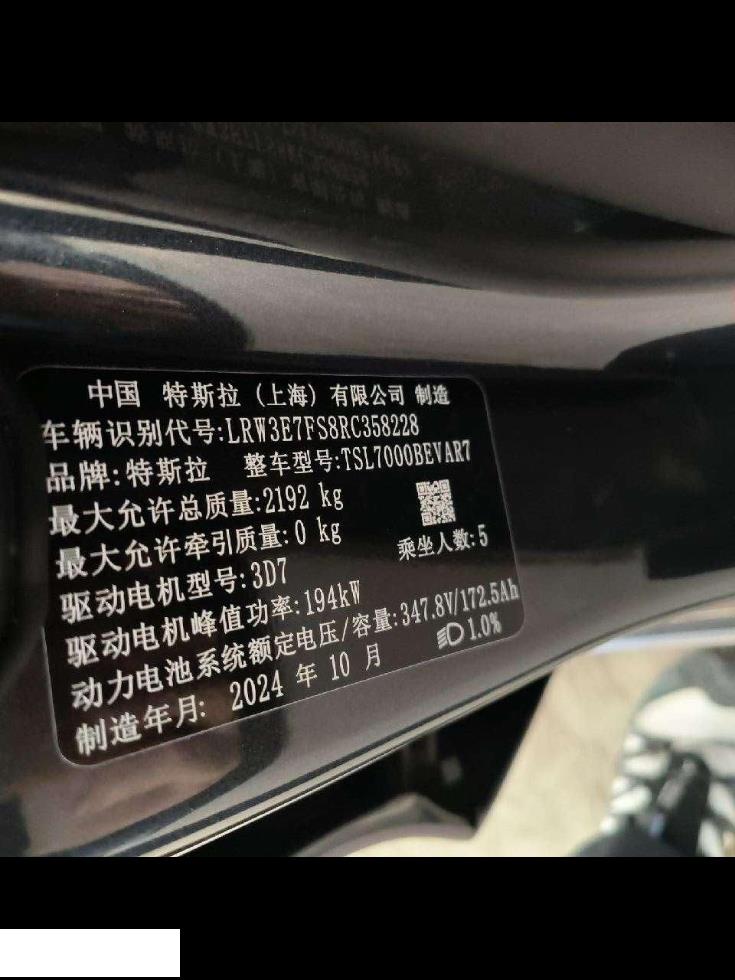 中国 特斯拉 (上海) 有限公司 制造
车辆识别代号:LRW3E7FS8RC358228
品牌:特斯拉 整车型号:TSL7000BEVAR7
最大允许总质量:2192 kg
最大允许牵引质量:0 kg
乘坐人数:5
驱动电机型号:3D7
驱动电机峰值功率:194kW
动力电池系统额定电压/容量:347.8V/172.5Ah
制造年月: 2024 年 10 月
1.0%